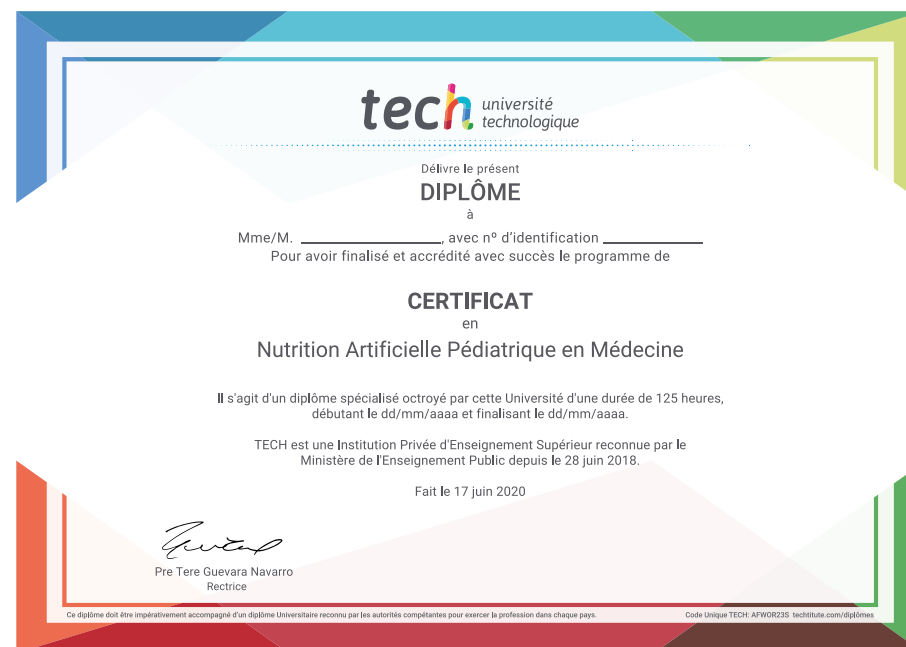 tech université
technologique
Délivre le présent
DIPLÔME
à
Mme/M. ____________________, avec nº d'identification ______________
Pour avoir finalisé et accrédité avec succès le programme de
CERTIFICAT
en
Nutrition Artificielle Pédiatrique en Médecine
Il s'agit d'un diplôme spécialisé octroyé par cette Université d'une durée de 125 heures,
débutant le dd/mm/aaaa et finalisant le dd/mm/aaaa.
TECH est une Institution Privée d'Enseignement Supérieur reconnue par le
Ministère de l'Enseignement Public depuis le 28 juin 2018.
Fait le 17 juin 2020
Pre Tere Guevara Navarro
Rectrice
Ce diplôme doit être impérativement accompagné d'un diplôme Universitaire reconnu par les autorités compétantes pour exercer la profession dans chaque pays. Code Unique TECH: AFWOR23S techtitute.com/diplômes